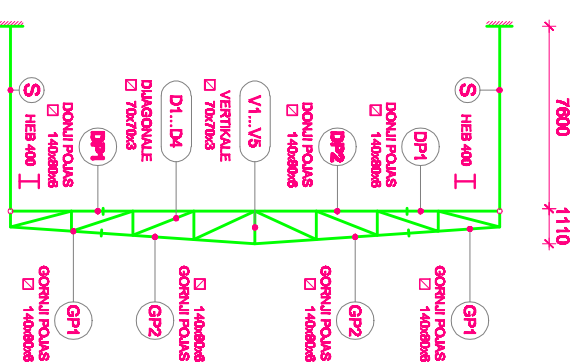 GORNJI POJAS
140x80x6
GP1
GORNJI POJAS
140x80x6
GP2
GORNJI POJAS
140x80x6
GP2
GORNJI POJAS
140x80x6
GP1
1110
7600
S
HEB 400
DONJI POJAS
140x80x6
DP1
DIJAGONALE
70x70x3
D1...D4
VERTIKALE
70x70x3
V1...V5
DONJI POJAS
140x80x6
DP2
DONJI POJAS
140x80x6
DP1
S
HEB 400